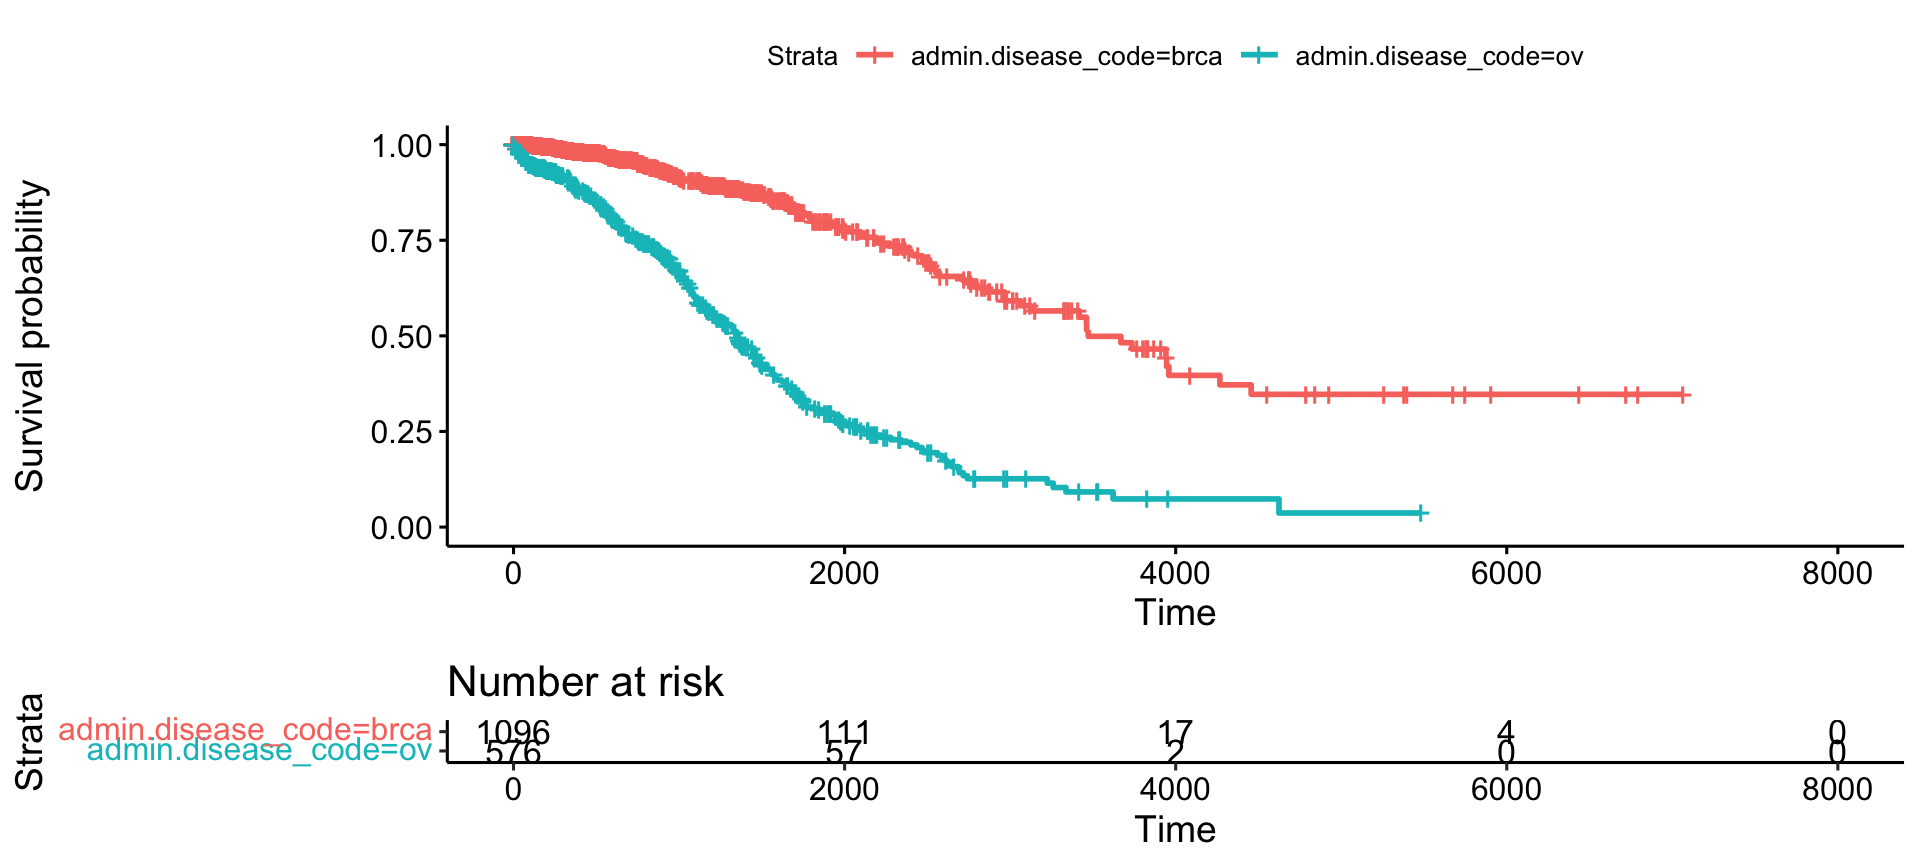 Strata admin.disease_code=brca admin.disease_code=ov
Survival probability
1.00
0.75
0.50
0.25
0.00
0 2000 4000 6000 8000
Time
Number at risk
Strata
admin.disease_code=brca 1096 111 17 4 0
admin.disease_code=ov 576 57 2 0 0
0 2000 4000 6000 8000
Time